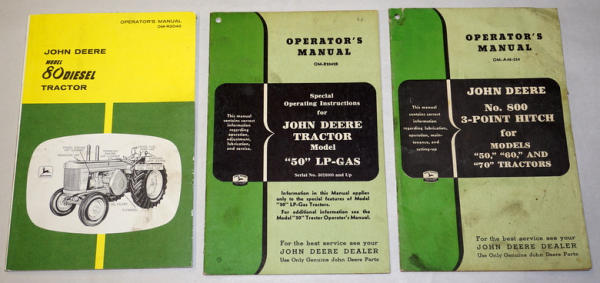 OPERATOR'S MANUAL
OM-R2045
JOHN DEERE
MODEL
80 DIESEL
TRACTOR
OPERATOR'S
MANUAL
Special
Operating Instructions
for
JOHN DEERE
TRACTOR
Model
"50" LP-GAS
This manual
contains correct
information
regarding
operation,
adjustment,
lubrication,
and service.
Information in this Manual applies
only to the special features of Model
"50" LP-Gas Tractors.
For additional information see the
Model "50" Tractor Operator's Manual.
For the best service see your
JOHN DEERE DEALER
Use Only Genuine John Deere Parts
OPERATOR'S
MANUAL
JOHN DEERE
No. 800
3-POINT HITCH
for
MODELS
"50," "60," AND
"70" TRACTORS
This manual
contains correct
information
regarding lubrication,
operation, main-
tenance, and
setting-up
For the best service see your
JOHN DEERE DEALER
Use Only Genuine John Deere Parts